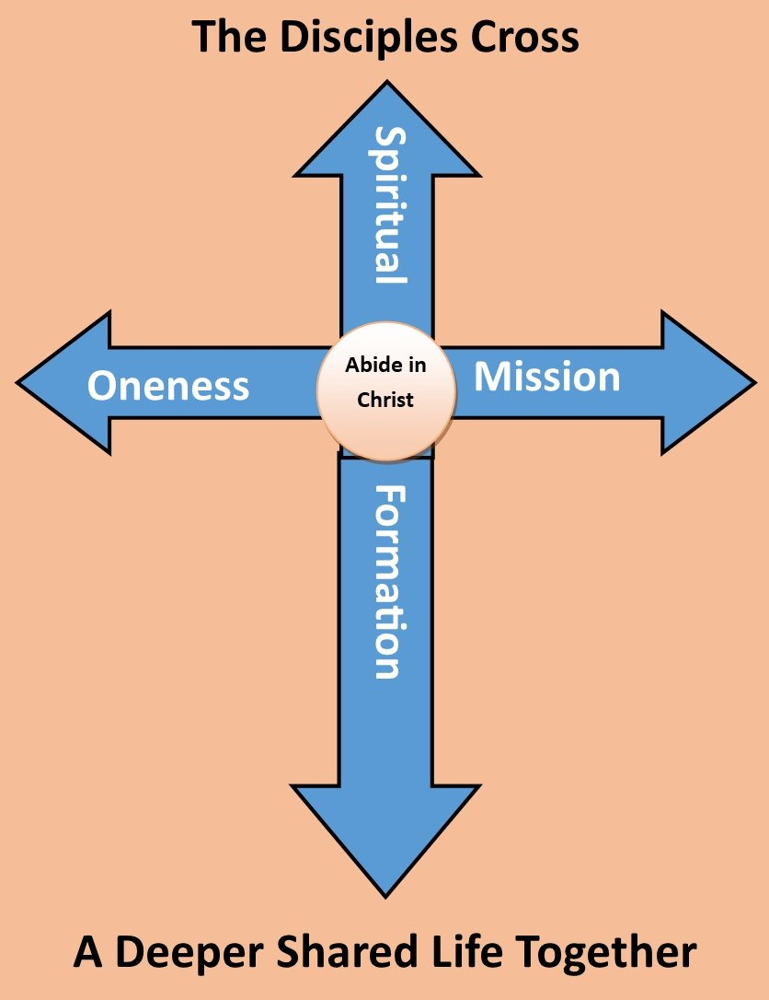 The Disciples Cross
Spiritual
Oneness
Abide in
Christ
Mission
Formation
A Deeper Shared Life Together